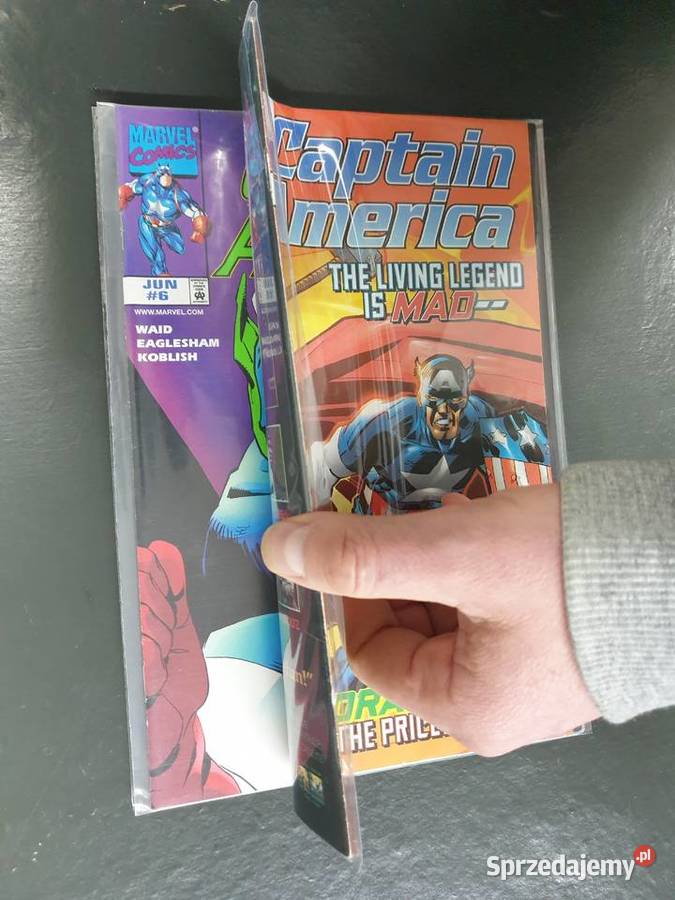 MARVEL
COMICS
JUN
#6
WWW.MARVEL.COM
WAID
EAGLESHAM
KOBLISH
Captain
America
THE LIVING LEGEND
IS MAD--
THE PRICE
Sprzedajemy.pl